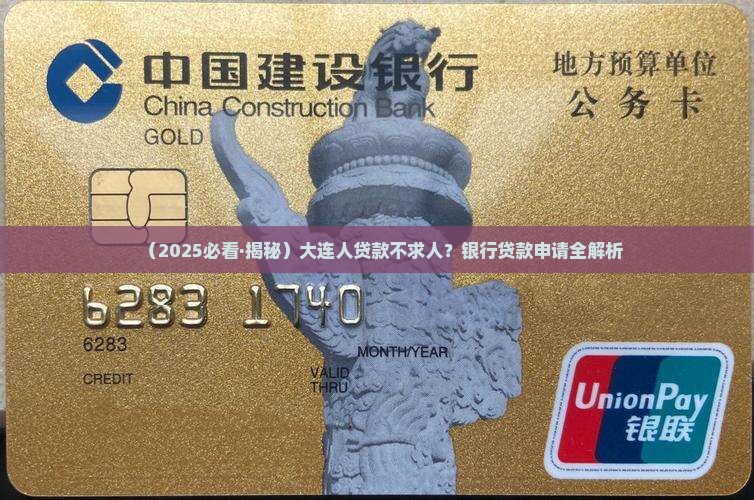 中国建设银行
China Construction Bank
GOLD
地方预算单位
公务卡
（2025必看·揭秘）大连人贷款不求人？银行贷款申请全解析
6283 1740
6283
MONTH/YEAR
CREDIT
VALID
THRU
UnionPay
银联